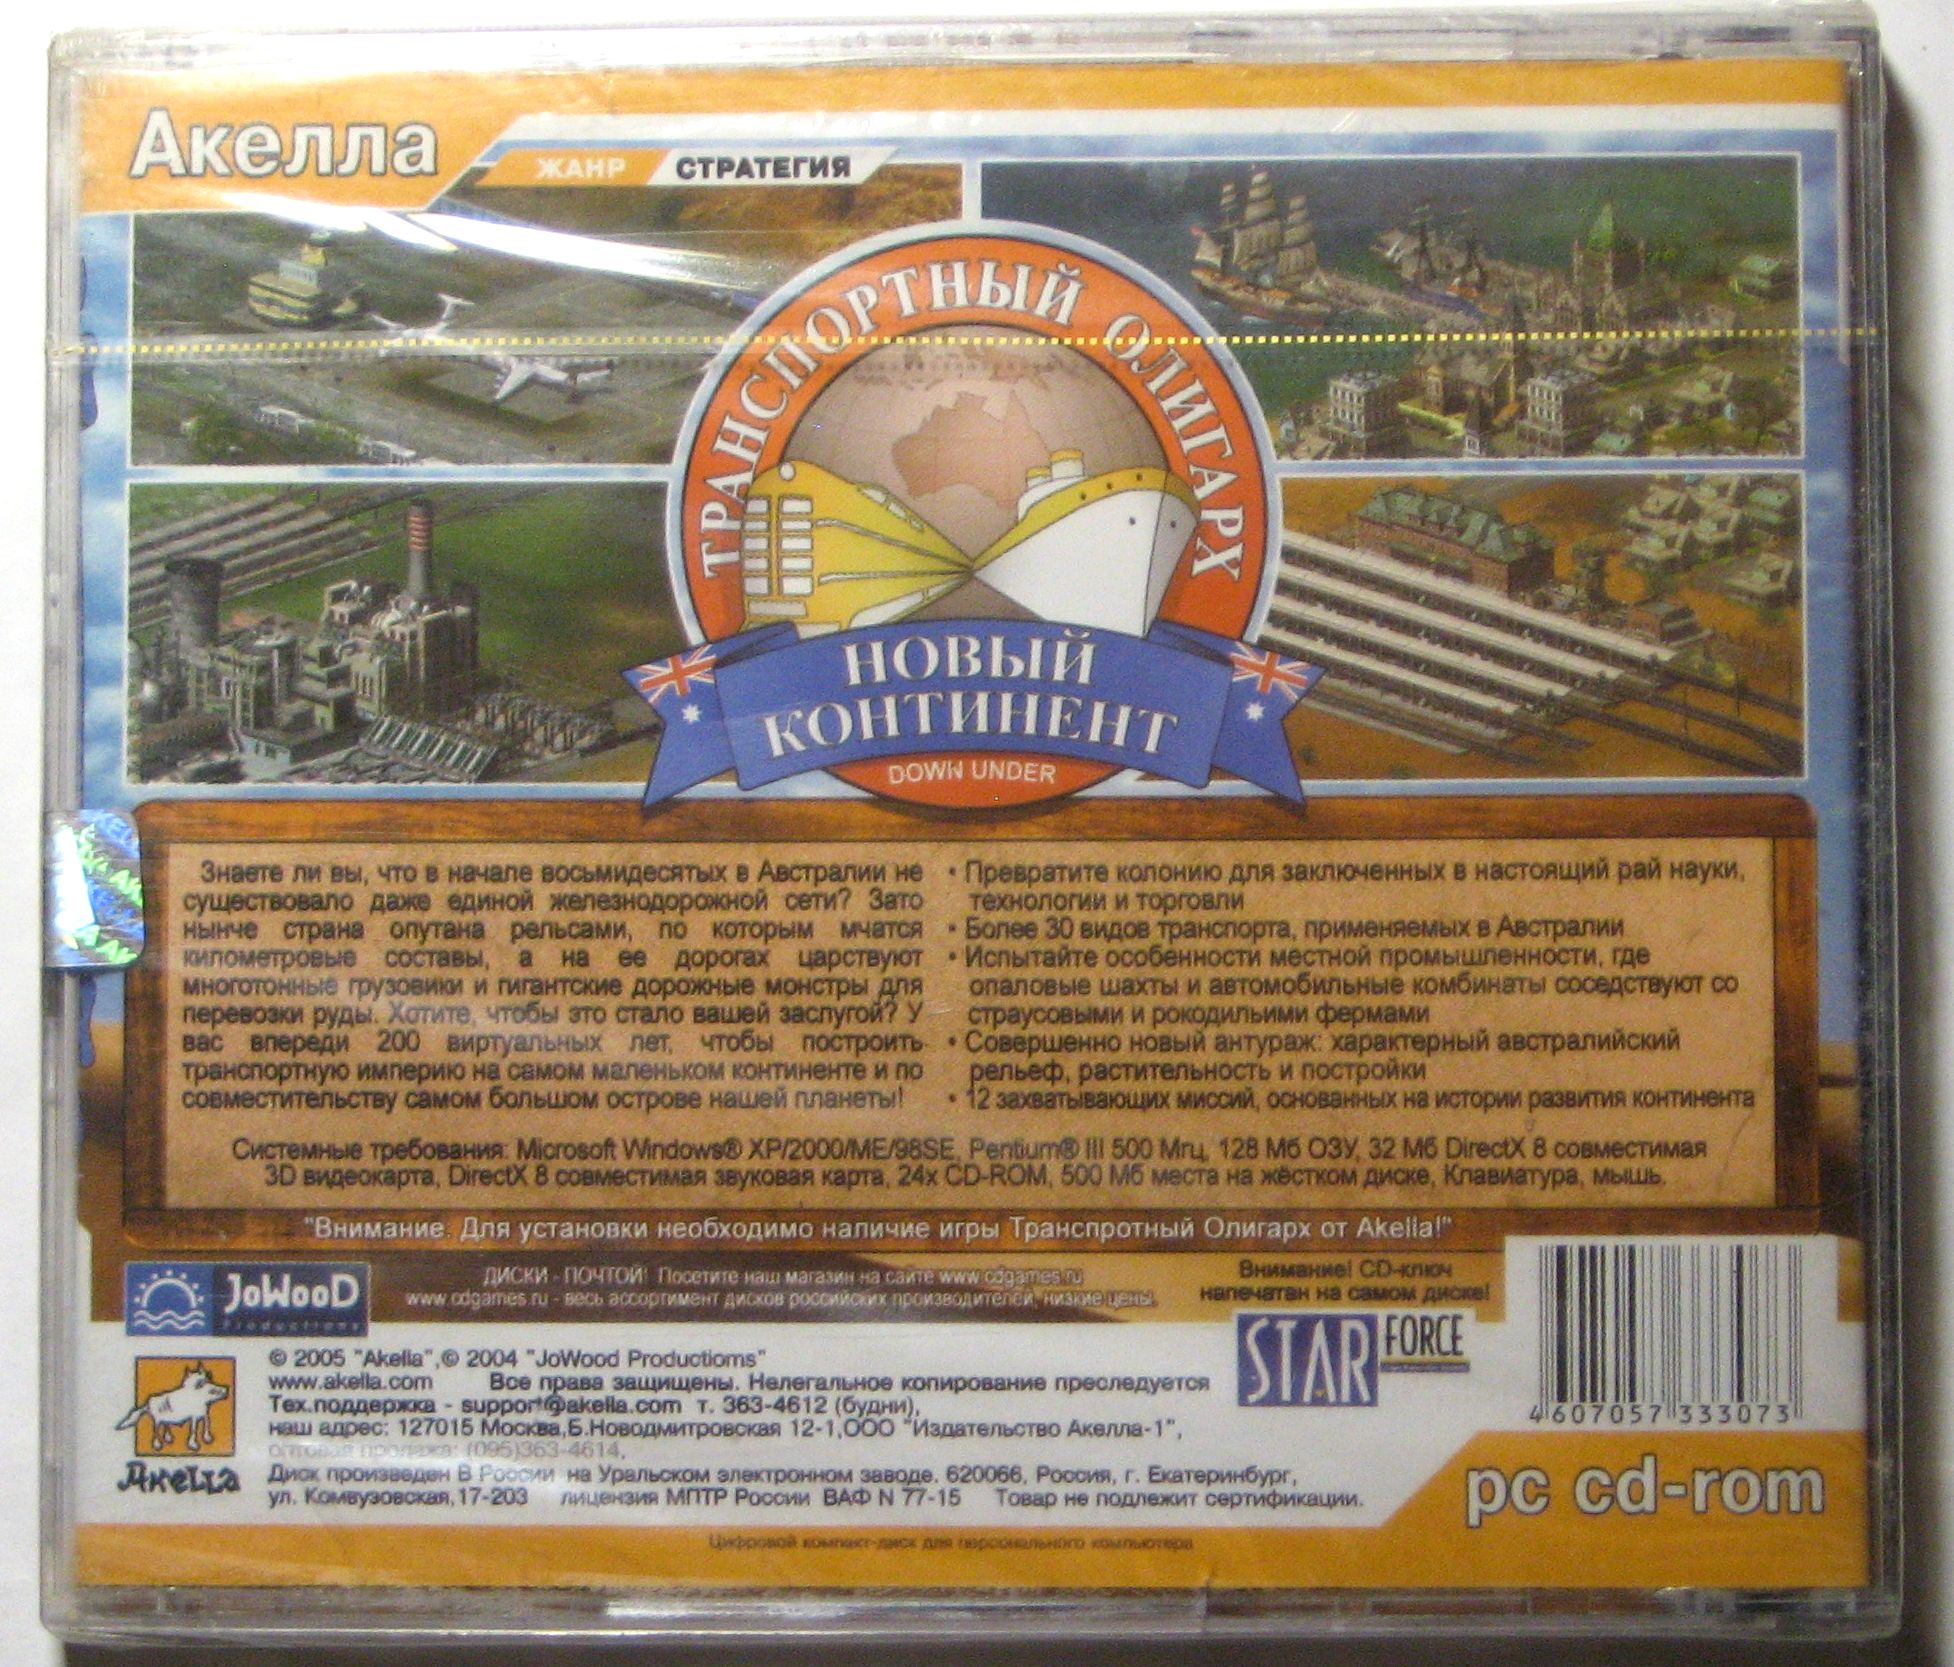 Акелла
ЖАНР СТРАТЕГИЯ
ТРАНСПОРТНЫЙ ОЛИГАРХ
НОВЫЙ
КОНТИНЕНТ
DOWN UNDER
Знаете ли вы, что в начале восьмидесятых в Австралии не
существовало даже единой железнодорожной сети? Зато
нынче страна опутана рельсами, по которым мчатся
километровые составы, а на ее дорогах царствуют
многотонные грузовики и гигантские дорожные монстры для
перевозки руды. Хотите, чтобы это стало вашей заслугой? У
вас впереди 200 виртуальных лет, чтобы построить
транспортную империю на самом маленьком континенте и по
совместительству самом большом острове нашей планеты!
• Превратите колонию для заключенных в настоящий рай науки,
технологии и торговли
• Более 30 видов транспорта, применяемых в Австралии
• Испытайте особенности местной промышленности, где
опаловые шахты и автомобильные комбинаты соседствуют со
страусовыми и рокодильими фермами
• Совершенно новый антураж: характерный австралийский
рельеф, растительность и постройки
• 12 захватывающих миссий, основанных на истории развития континента
Системные требования: Microsoft Windows® XP/2000/ME/98SE, Pentium® III 500 Мгц, 128 Мб ОЗУ, 32 Мб DirectX 8 совместимая
3D видеокарта, DirectX 8 совместимая звуковая карта, 24x CD-ROM, 500 Мб места на жёстком диске, Клавиатура, мышь.
"Внимание. Для установки необходимо наличие игры Транспротный Олигарх от Akella!"
JoWooD
Productions
ДИСКИ - ПОЧТОЙ! Посетите наш магазин на сайте www.cdgames.ru
www.cdgames.ru - весь ассортимент дисков российских производителей, низкие цены.
Внимание! CD-ключ
напечатан на самом диске!
STAR FORCE
4 607057 333073
Акелла
© 2005 "Akella",© 2004 "JoWood Productioms"
www.akella.com Все права защищены. Нелегальное копирование преследуется
Тех.поддержка - support@akella.com т. 363-4612 (будни),
наш адрес: 127015 Москва,Б.Новодмитровская 12-1,ООО "Издательство Акелла-1",
оптовая продажа: (095)363-4614,
Диск произведен В России на Уральском электронном заводе. 620066, Россия, г. Екатеринбург,
ул. Комвузовская,17-203 лицензия МПТР России ВАФ N 77-15 Товар не подлежит сертификации.
pc cd-rom
Цифровой компакт-диск для персонального компьютера